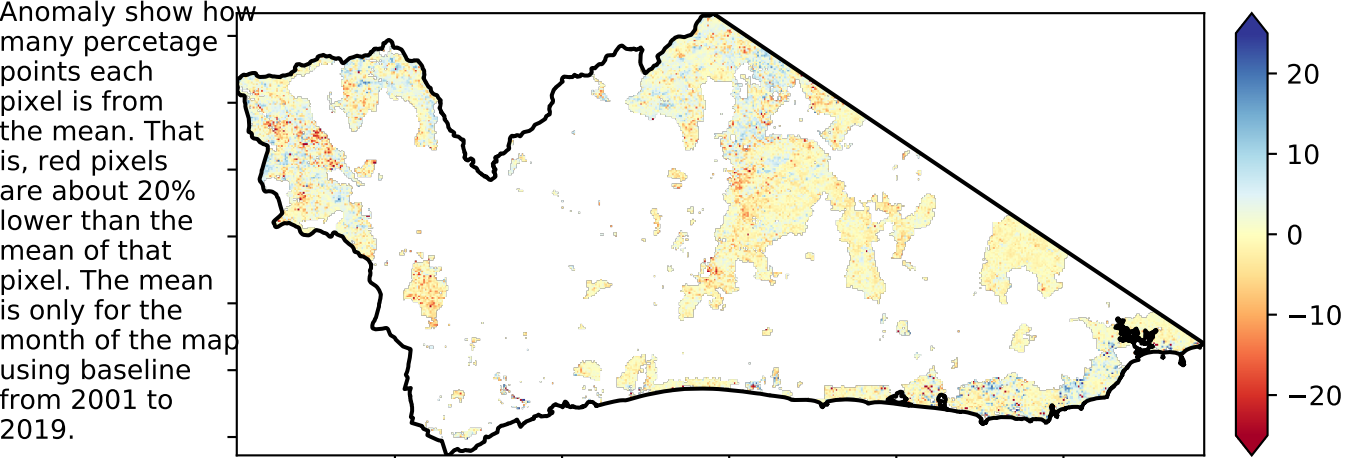 Anomaly show how
many percetage
points each
pixel is from
the mean. That
is, red pixels
are about 20%
lower than the
mean of that
pixel. The mean
is only for the
month of the map
using baseline
from 2001 to
2019.
20
10
0
−10
−20